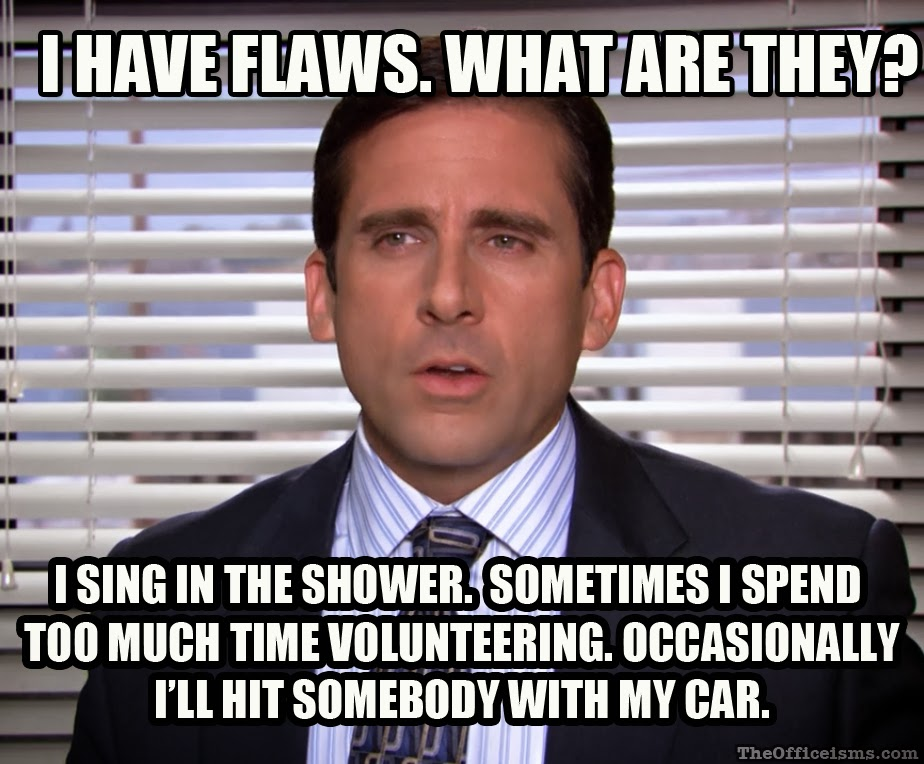 I HAVE FLAWS. WHAT ARE THEY?
I SING IN THE SHOWER. SOMETIMES I SPEND
TOO MUCH TIME VOLUNTEERING. OCCASIONALLY
I'LL HIT SOMEBODY WITH MY CAR.
TheOfficeisms.com